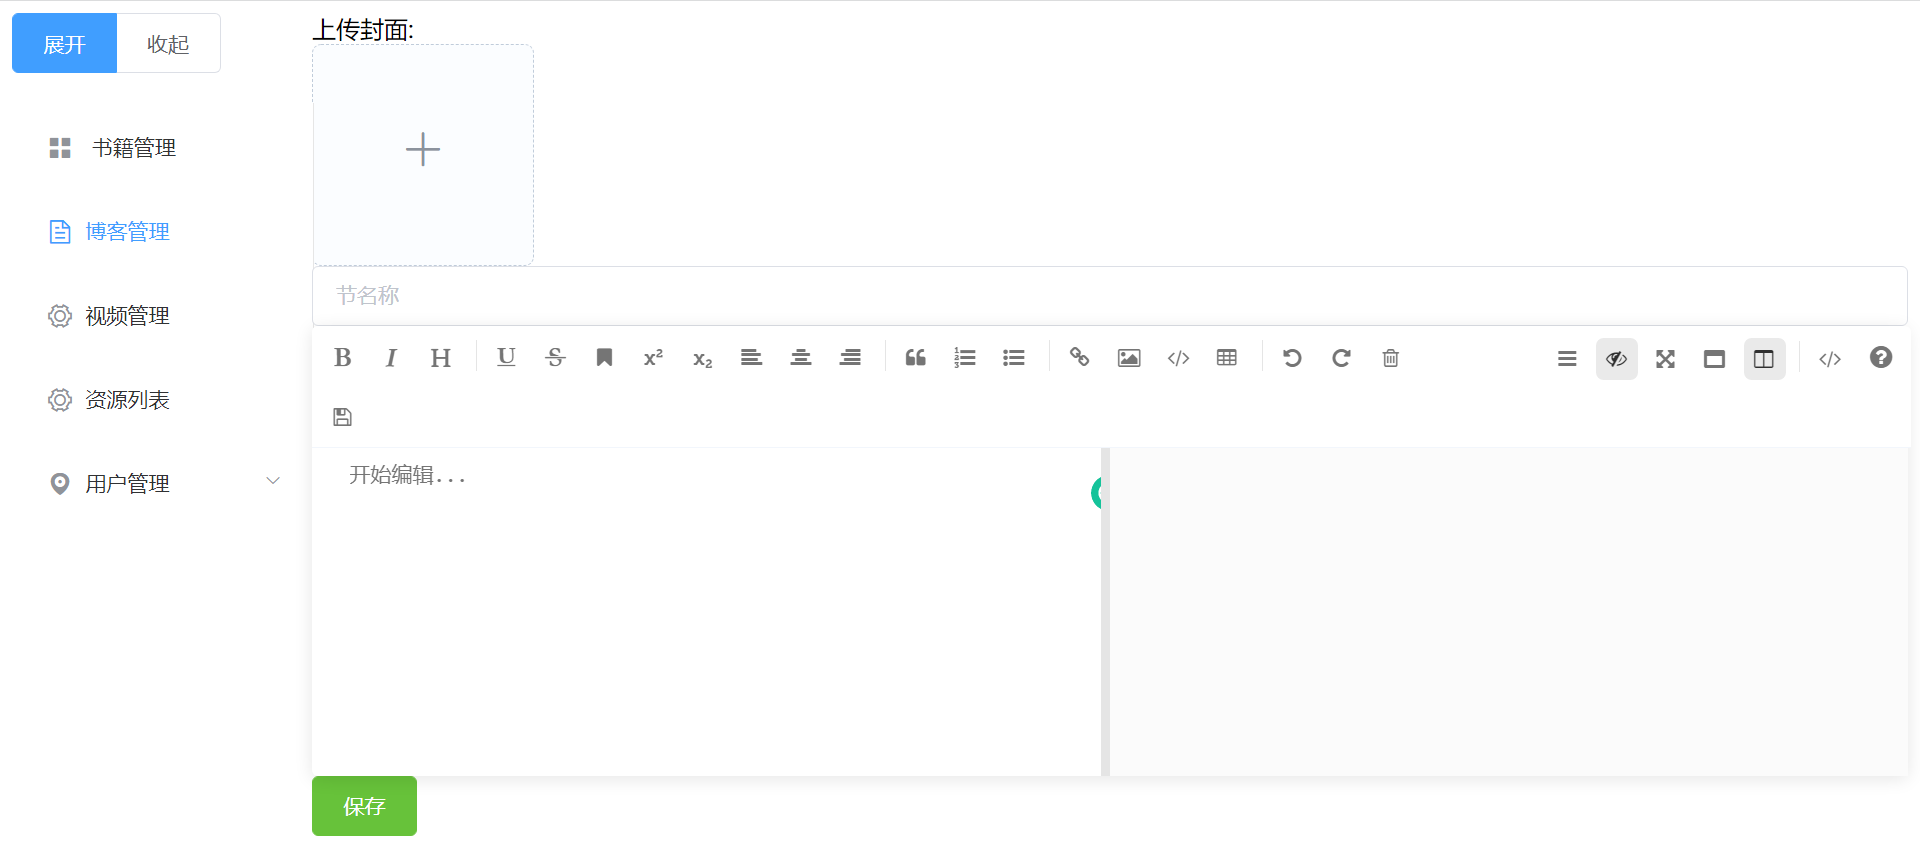 展开 收起
书籍管理
博客管理
视频管理
资源列表
用户管理
上传封面:
节名称
B I H U S x² x₂
开始编辑...
保存